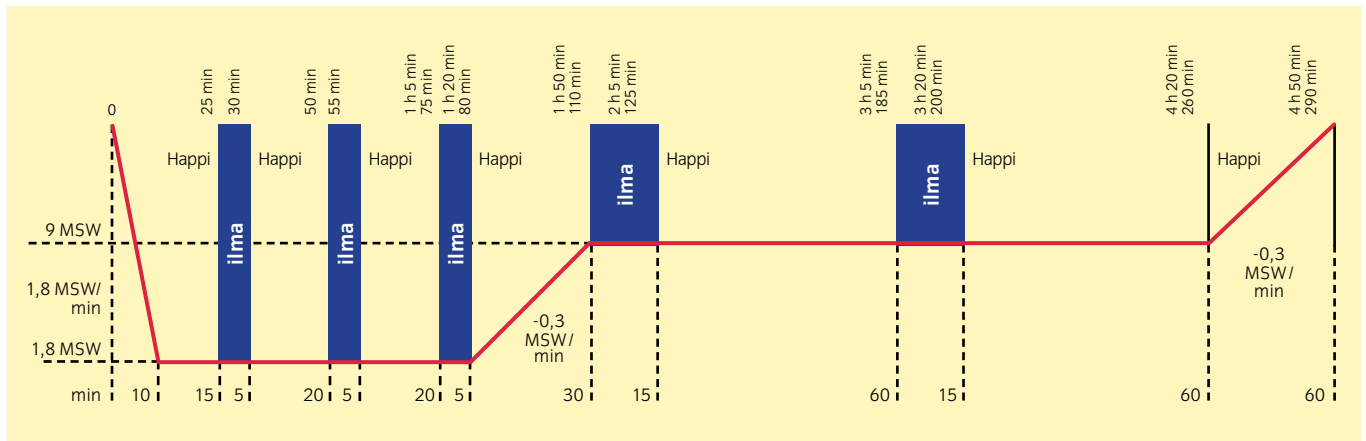 0
25 min
30 min
50 min
55 min
1 h 5 min
75 min
1 h 20 min
80 min
1 h 50 min
110 min
2 h 5 min
125 min
3 h 5 min
185 min
3 h 20 min
200 min
4 h 20 min
260 min
4 h 50 min
290 min
Happi
ilma
Happi
ilma
Happi
ilma
Happi
ilma
Happi
ilma
Happi
Happi
9 MSW
1,8 MSW/
min
1,8 MSW
-0,3
MSW/
min
-0,3
MSW/
min
min
10
15
5
20
5
20
5
30
15
60
15
60
60